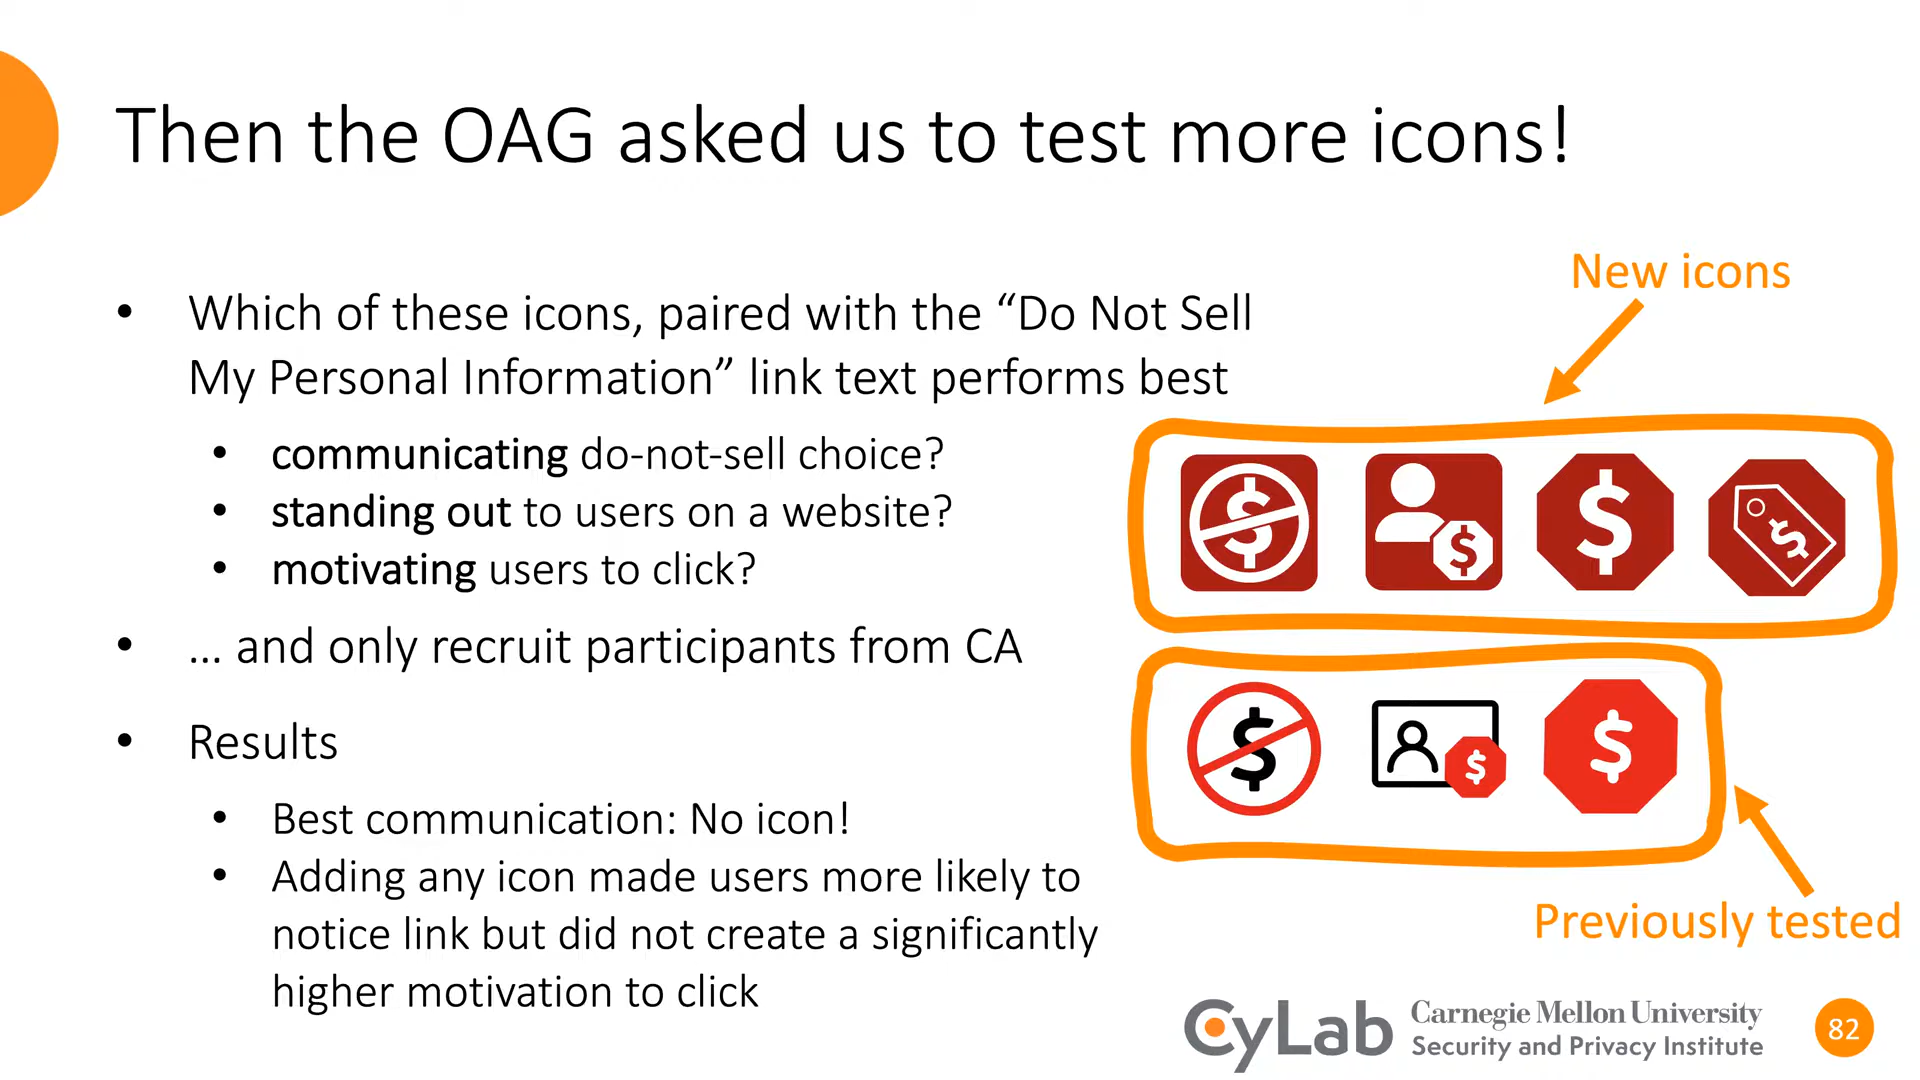 Then the OAG asked us to test more icons!
• Which of these icons, paired with the “Do Not Sell
My Personal Information” link text performs best
• communicating do-not-sell choice?
• standing out to users on a website?
• motivating users to click?
• ... and only recruit participants from CA
• Results
• Best communication: No icon!
• Adding any icon made users more likely to
notice link but did not create a significantly
higher motivation to click
New icons
$ $ $ $
$ $ $
Previously tested
CyLab Carnegie Mellon University
Security and Privacy Institute
82